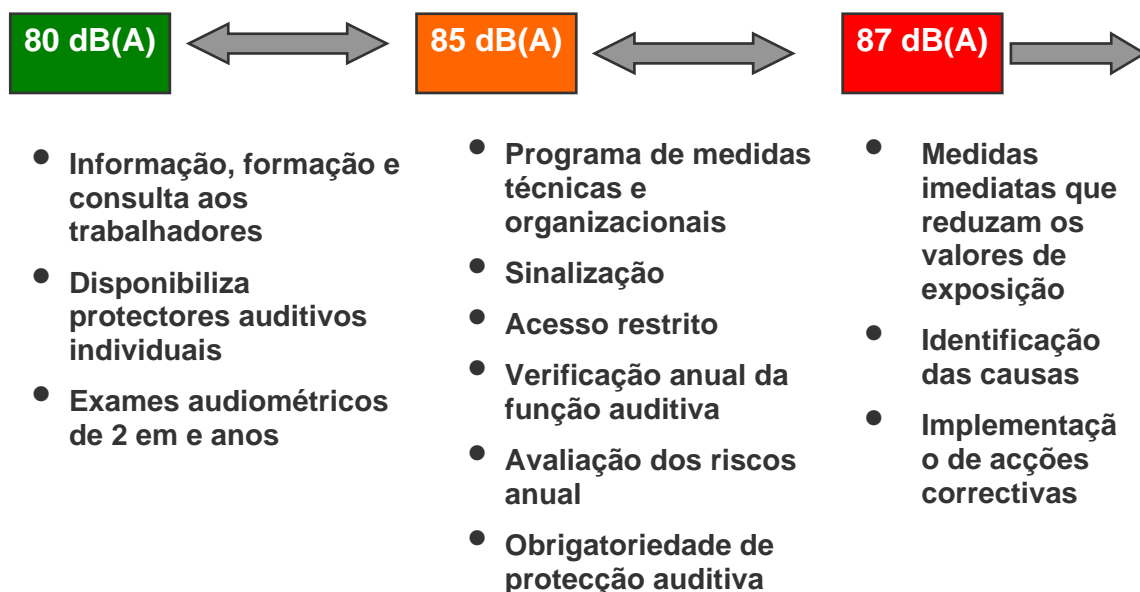 80 dB(A)
85 dB(A)
87 dB(A)
• Informação, formação e
consulta aos
trabalhadores
• Disponibiliza
protectores auditivos
individuais
• Exames audiométricos
de 2 em e anos
• Programa de medidas
técnicas e
organizacionais
• Sinalização
• Acesso restrito
• Verificação anual da
função auditiva
• Avaliação dos riscos
anual
• Obrigatoriedade de
protecção auditiva
• Medidas
imediatas que
reduzam os
valores de
exposição
• Identificação
das causas
• Implementaçã
o de acções
correctivas